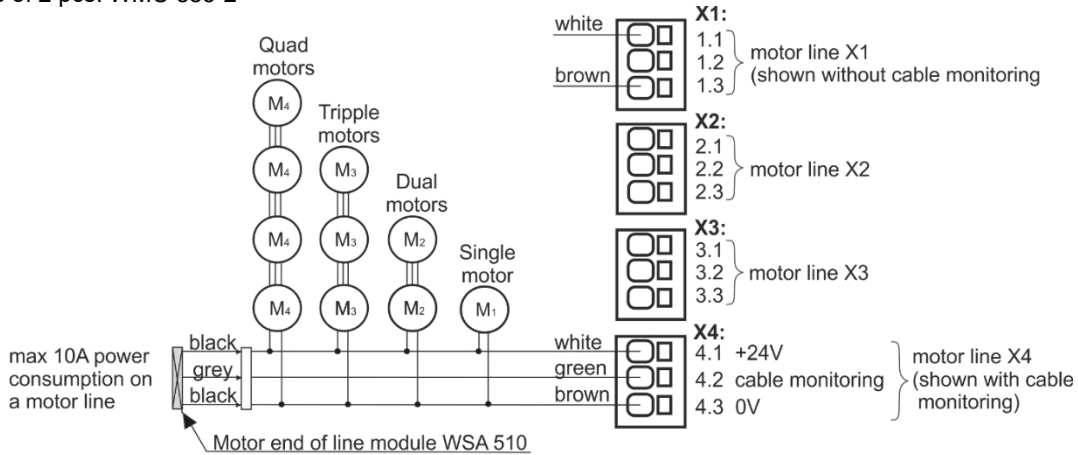 white
X1:
1.1
1.2
1.3
motor line X1
(shown without cable monitoring
brown
Quad
motors
M4
M4
M4
M4
Tripple
motors
M3
M3
M3
Dual
motors
M2
M2
Single
motor
M1
X2:
2.1
2.2
2.3
motor line X2
X3:
3.1
3.2
3.3
motor line X3
max 10A power
consumption on
a motor line
black
grey
black
white
green
brown
X4:
4.1 +24V
4.2 cable monitoring
4.3 0V
motor line X4
(shown with cable
monitoring)
Motor end of line module WSA 510